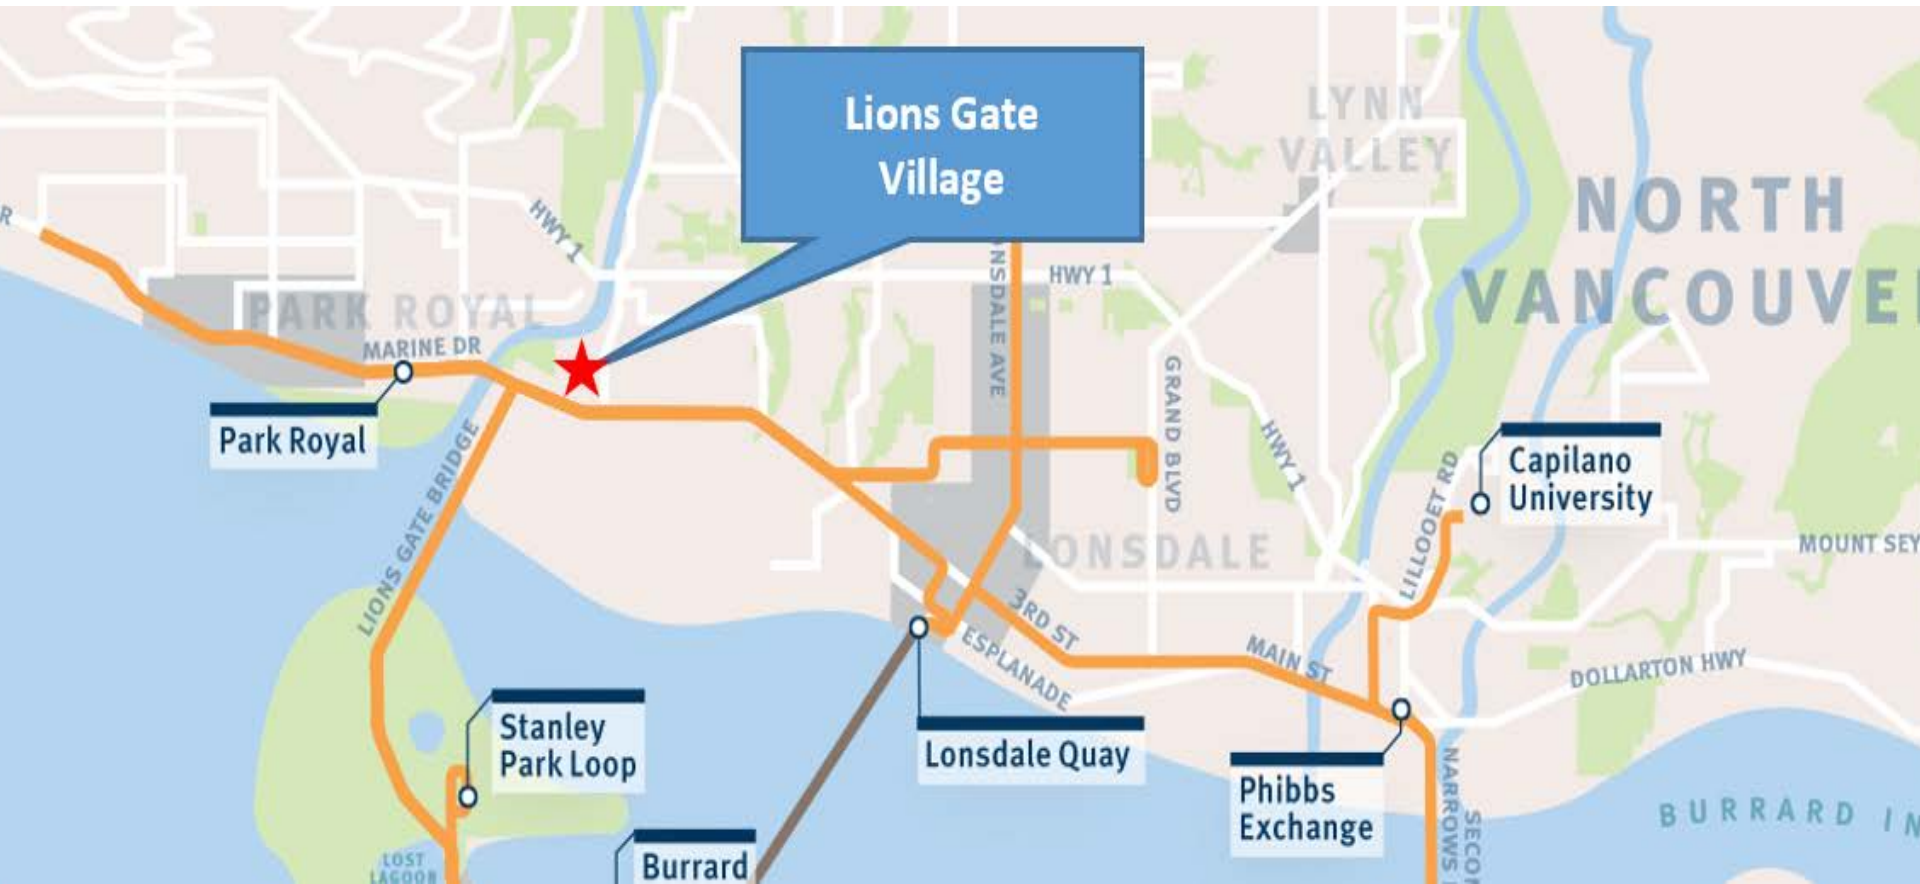 Lions Gate
Village
LYNN
VALLEY
NORTH
VANCOUVE
R
HWY 1
HWY 1
NSDALE AVE
PARK ROYAL
MARINE DR
Park Royal
LIONS GATE BRIDGE
GRAND BLVD
HWY 1
LILLOOET RD
Capilano
University
MOUNT SEY
LONSDALE
3RD ST
ESPLANADE
MAIN ST
DOLLARTON HWY
Stanley
Park Loop
Lonsdale Quay
Phibbs
Exchange
SECON
NARROWS
BURRARD IN
LOST
LAGOON
Burrard